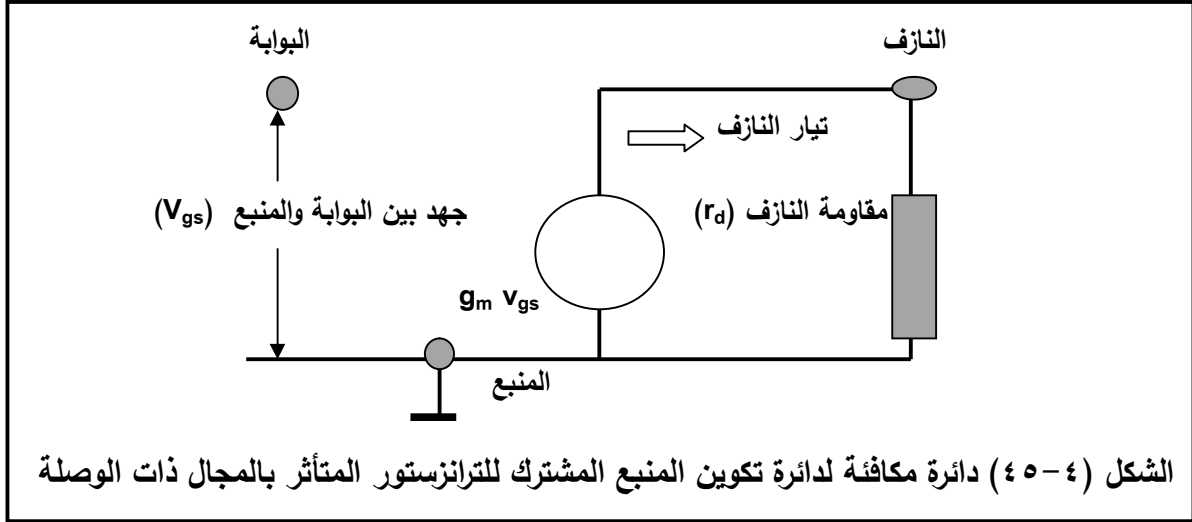 البوابة
النازف
تيار النازف
جهد بين البوابة والمنبع (Vgs)
مقاومة النازف (rd)
gm vgs
المنبع
الشكل (٤-٤٥) دائرة مكافئة لدائرة تكوين المنبع المشترك للترانزستور المتأثر بالمجال ذات الوصلة